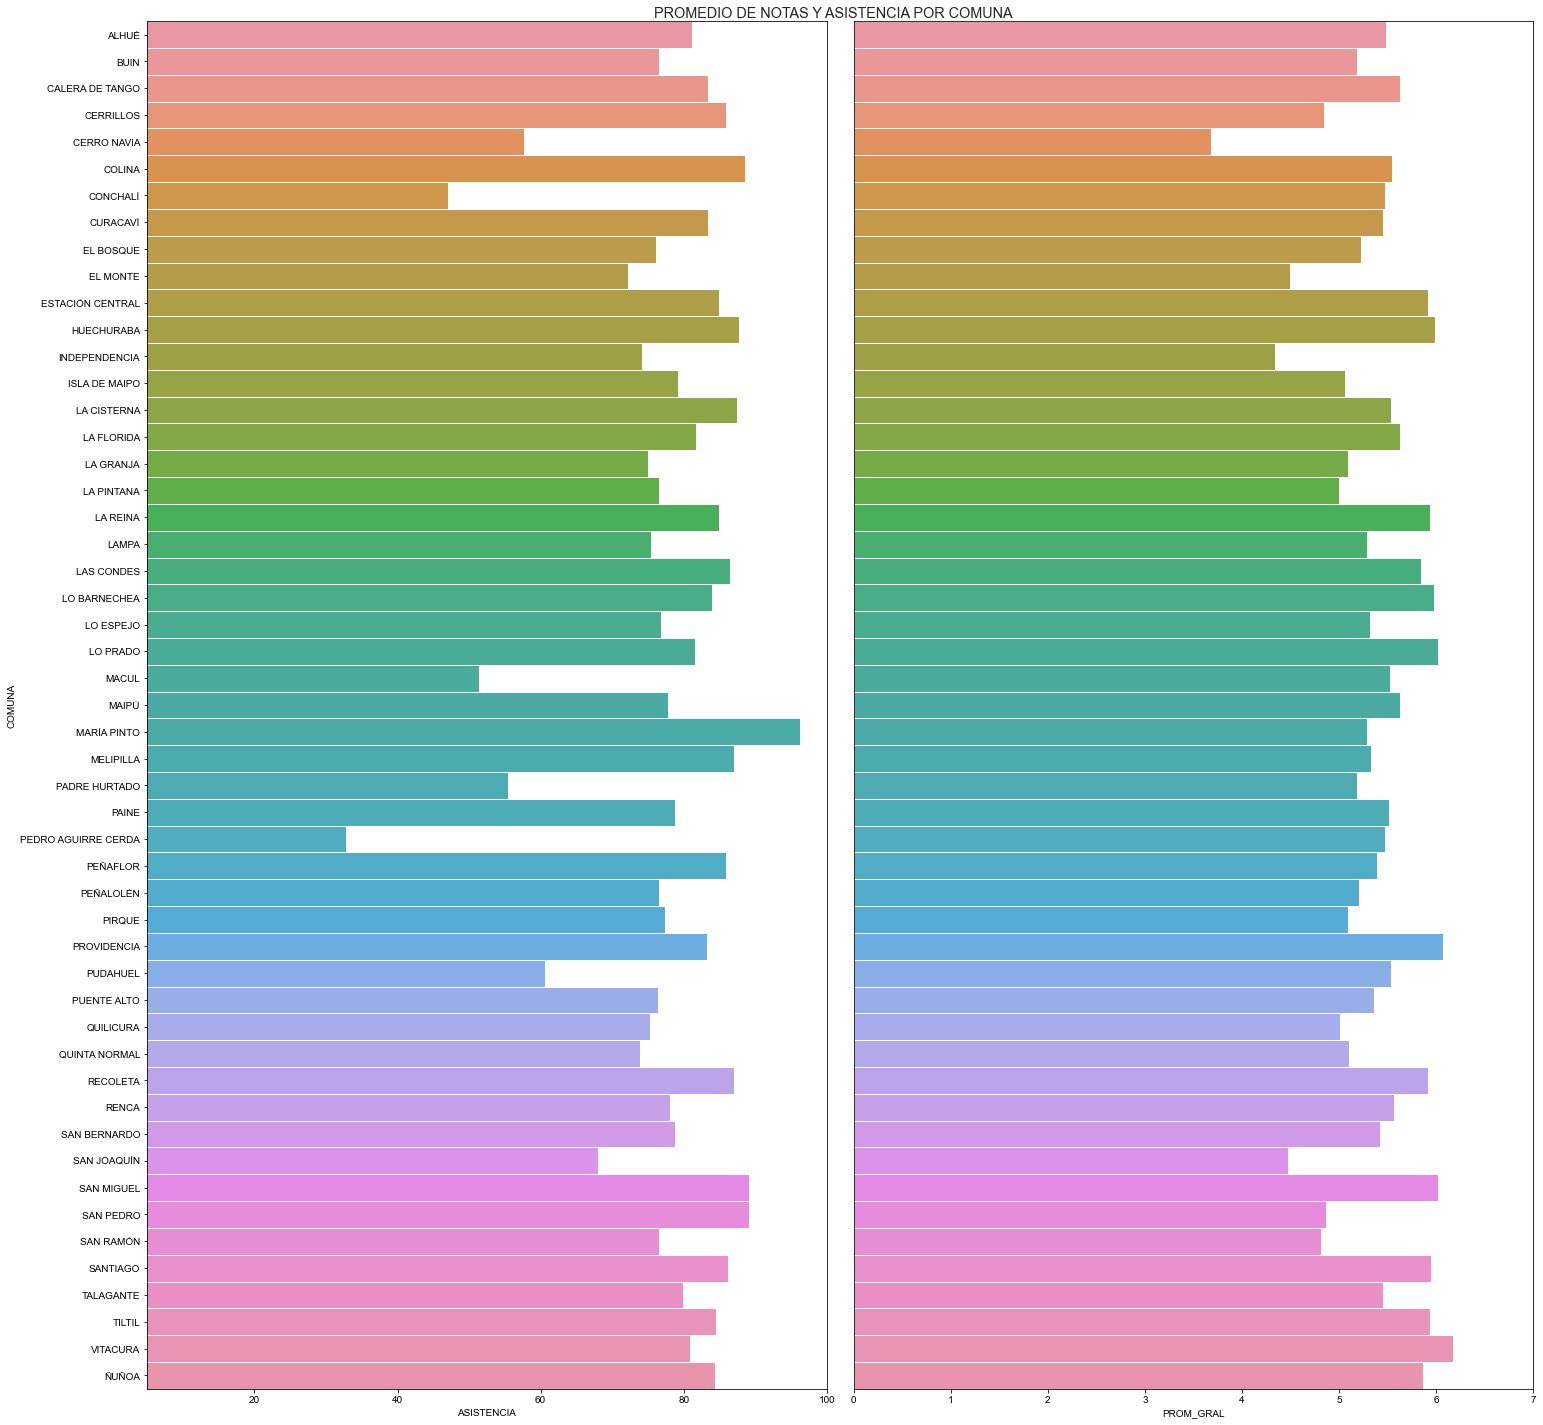 PROMEDIO DE NOTAS Y ASISTENCIA POR COMUNA
ALHUÉ
BUIN
CALERA DE TANGO
CERRILLOS
CERRO NAVIA
COLINA
CONCHALÍ
CURACAVÍ
EL BOSQUE
EL MONTE
ESTACIÓN CENTRAL
HUECHURABA
INDEPENDENCIA
ISLA DE MAIPO
LA CISTERNA
LA FLORIDA
LA GRANJA
LA PINTANA
LA REINA
LAMPA
LAS CONDES
LO BARNECHEA
LO ESPEJO
LO PRADO
MACUL
MAIPÚ
MARÍA PINTO
MELIPILLA
PADRE HURTADO
PAINE
PEDRO AGUIRRE CERDA
PEÑAFLOR
PEÑALOLÉN
PIRQUE
PROVIDENCIA
PUDAHUEL
PUENTE ALTO
QUILICURA
QUINTA NORMAL
RECOLETA
RENCA
SAN BERNARDO
SAN JOAQUÍN
SAN MIGUEL
SAN PEDRO
SAN RAMÓN
SANTIAGO
TALAGANTE
TILTIL
VITACURA
ÑUÑOA
COMUNA
20 40 60 80 100
ASISTENCIA
0 1 2 3 4 5 6 7
PROM_GRAL